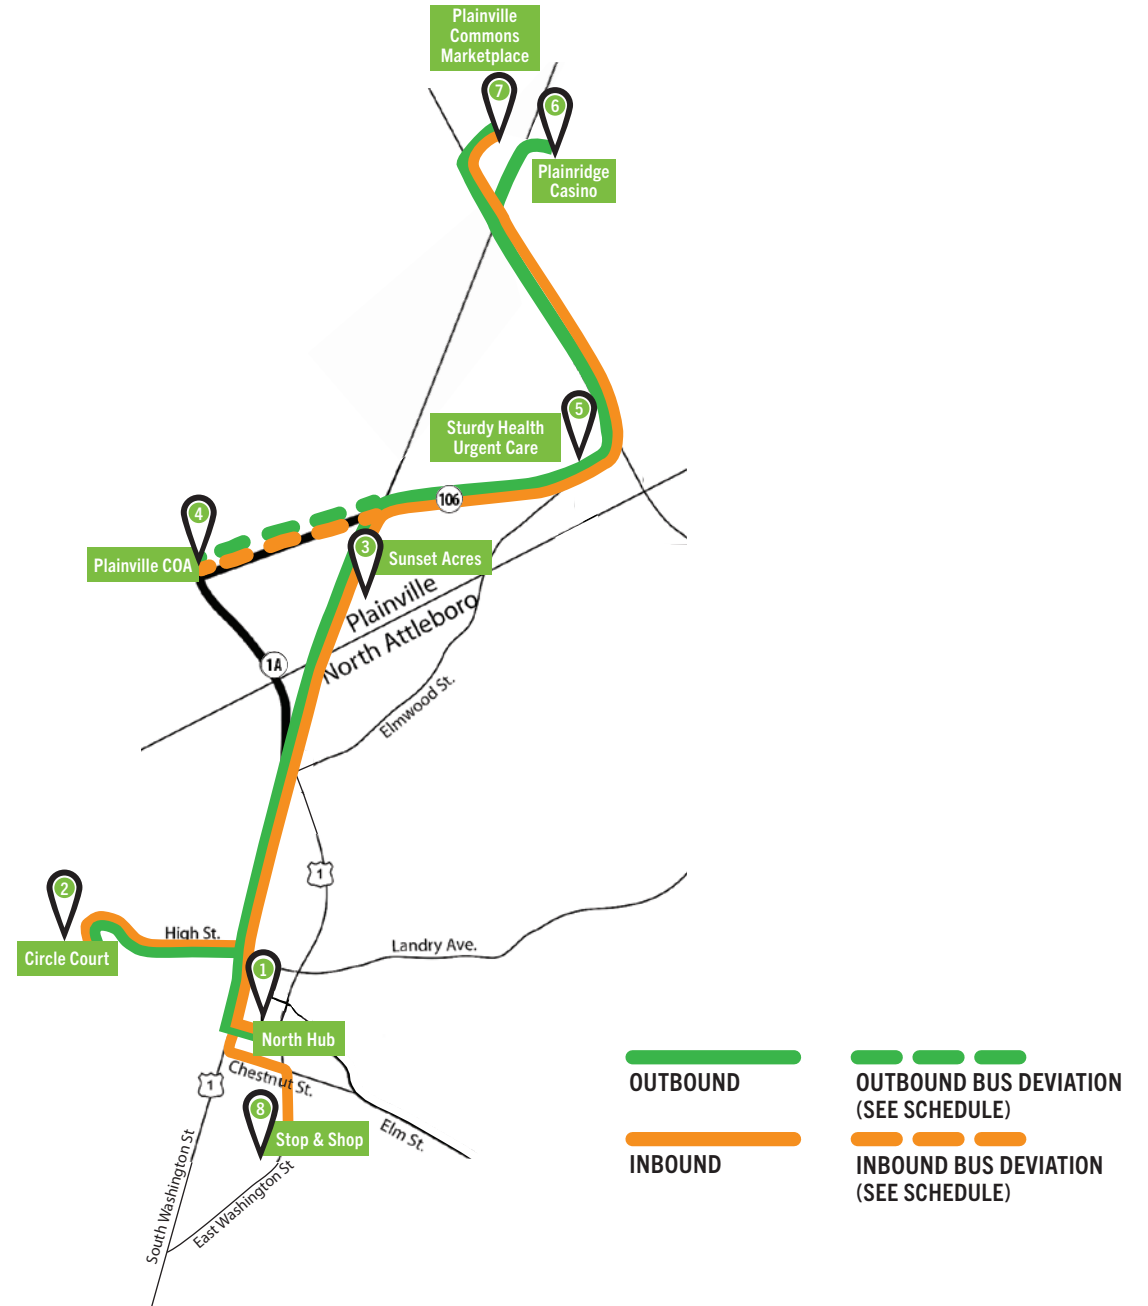 Plainville
Commons
Marketplace
7
6
Plainridge
Casino
5
Sturdy Health
Urgent Care
106
4
Plainville COA
3
Sunset Acres
Plainville
North Attleboro
1A
Elmwood St.
1
2
High St.
Circle Court
Landry Ave.
1
North Hub
Chestnut St.
1
8
Stop & Shop
Elm St.
South Washington St
East Washington St
OUTBOUND
OUTBOUND BUS DEVIATION
(SEE SCHEDULE)
INBOUND
INBOUND BUS DEVIATION
(SEE SCHEDULE)